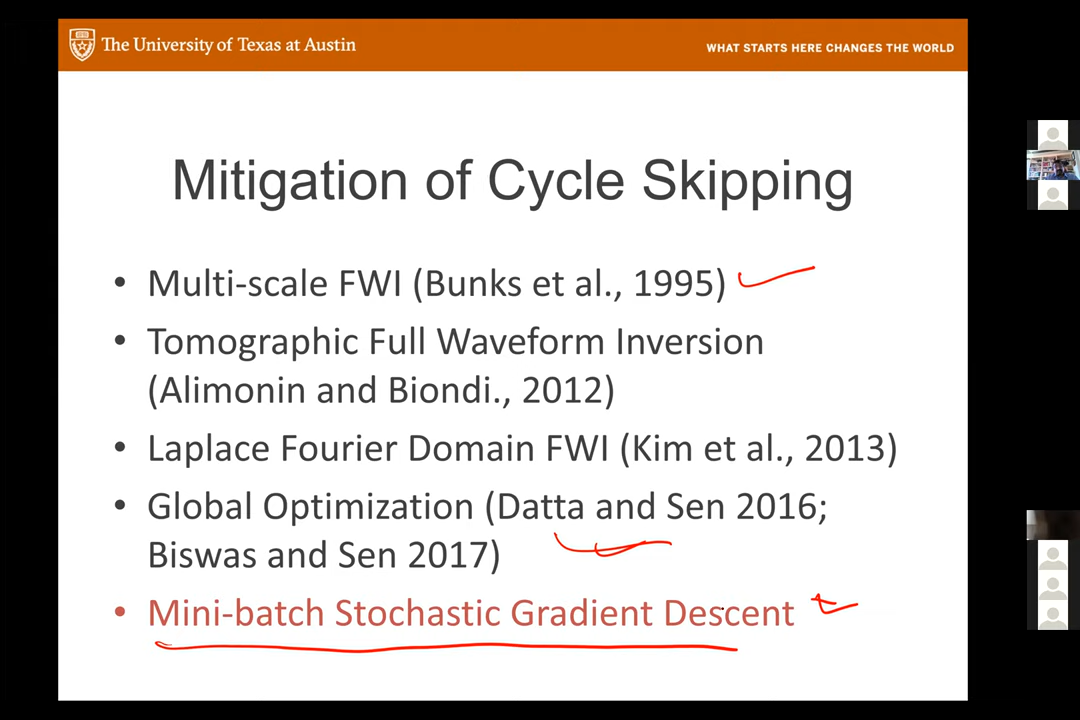 The University of Texas at Austin
WHAT STARTS HERE CHANGES THE WORLD
Mitigation of Cycle Skipping
• Multi-scale FWI (Bunks et al., 1995)
• Tomographic Full Waveform Inversion
(Alimonin and Biondi., 2012)
• Laplace Fourier Domain FWI (Kim et al., 2013)
• Global Optimization (Datta and Sen 2016;
Biswas and Sen 2017)
• Mini-batch Stochastic Gradient Descent